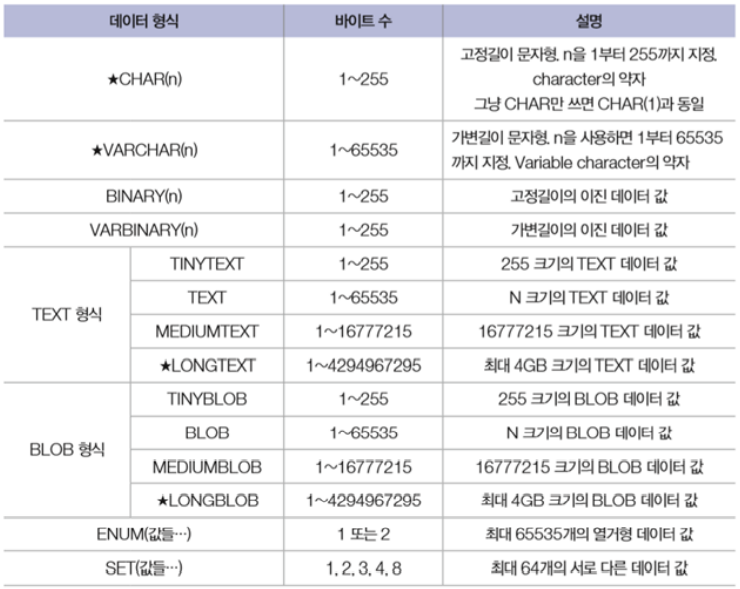 데이터 형식 바이트 수 설명
★CHAR(n) 1~255 고정길이 문자형. n을 1부터 255까지 지정.
character의 약자
그냥 CHAR만 쓰면 CHAR(1)과 동일
★VARCHAR(n) 1~65535 가변길이 문자형. n을 사용하면 1부터 65535
까지 지정. Variable character의 약자
BINARY(n) 1~255 고정길이의 이진 데이터 값
VARBINARY(n) 1~255 가변길이의 이진 데이터 값
TEXT 형식 TINYTEXT 1~255 255 크기의 TEXT 데이터 값
TEXT 1~65535 N 크기의 TEXT 데이터 값
MEDIUMTEXT 1~16777215 16777215 크기의 TEXT 데이터 값
★LONGTEXT 1~4294967295 최대 4GB 크기의 TEXT 데이터 값
BLOB 형식 TINYBLOB 1~255 255 크기의 BLOB 데이터 값
BLOB 1~65535 N 크기의 BLOB 데이터 값
MEDIUMBLOB 1~16777215 16777215 크기의 BLOB 데이터 값
★LONGBLOB 1~4294967295 최대 4GB 크기의 BLOB 데이터 값
ENUM(값들…) 1 또는 2 최대 65535개의 열거형 데이터 값
SET(값들…) 1, 2, 3, 4, 8 최대 64개의 서로 다른 데이터 값